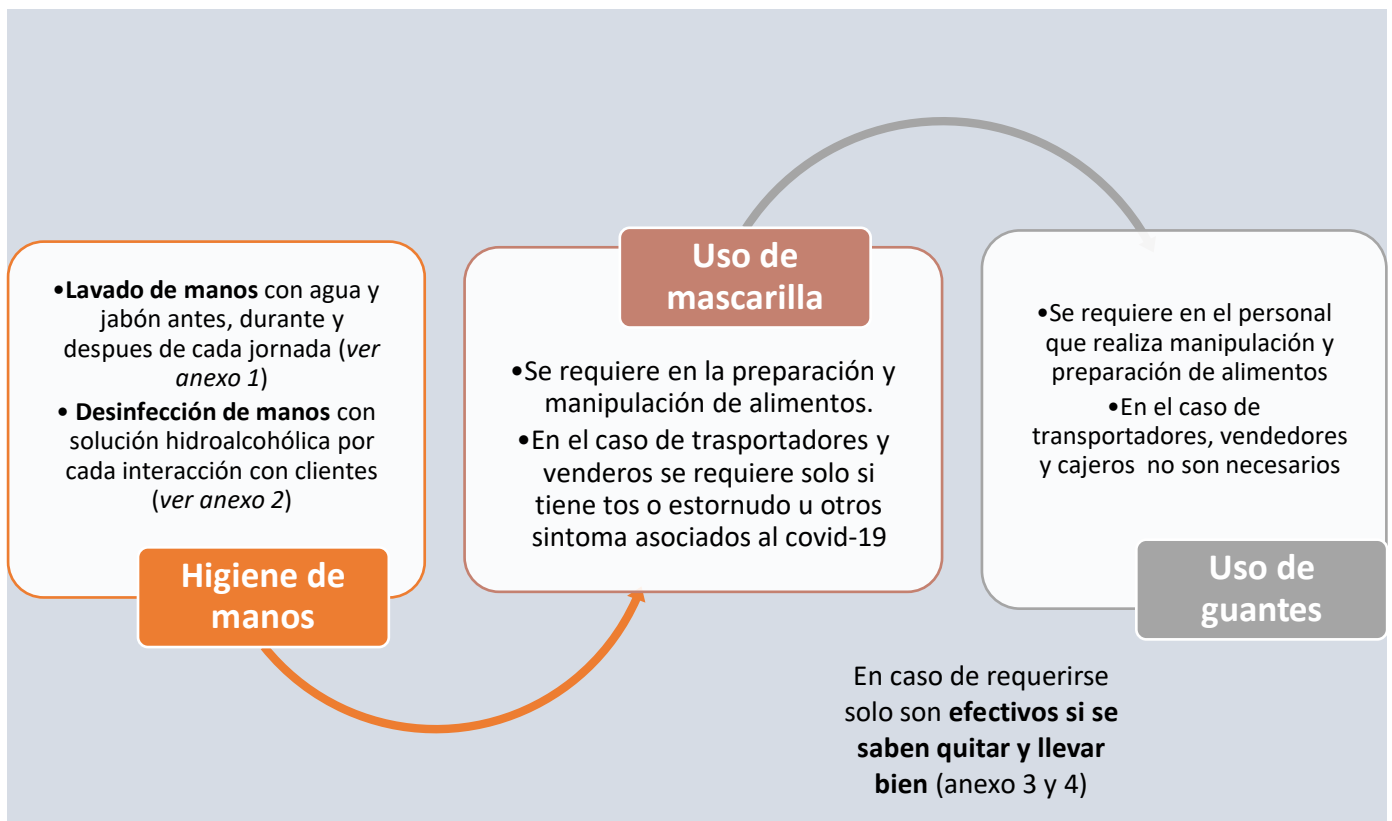 •Lavado de manos con agua y
jabón antes, durante y
despues de cada jornada (ver
anexo 1)
• Desinfección de manos con
solución hidroalcohólica por
cada interacción con clientes
(ver anexo 2)
Higiene de
manos
Uso de
mascarilla
•Se requiere en la preparación y
manipulación de alimentos.
•En el caso de trasportadores y
venderos se requiere solo si
tiene tos o estornudo u otros
sintoma asociados al covid-19
•Se requiere en el personal
que realiza manipulación y
preparación de alimentos
•En el caso de
transportadores, vendedores
y cajeros no son necesarios
Uso de
guantes
En caso de requerirse
solo son efectivos si se
saben quitar y llevar
bien (anexo 3 y 4)